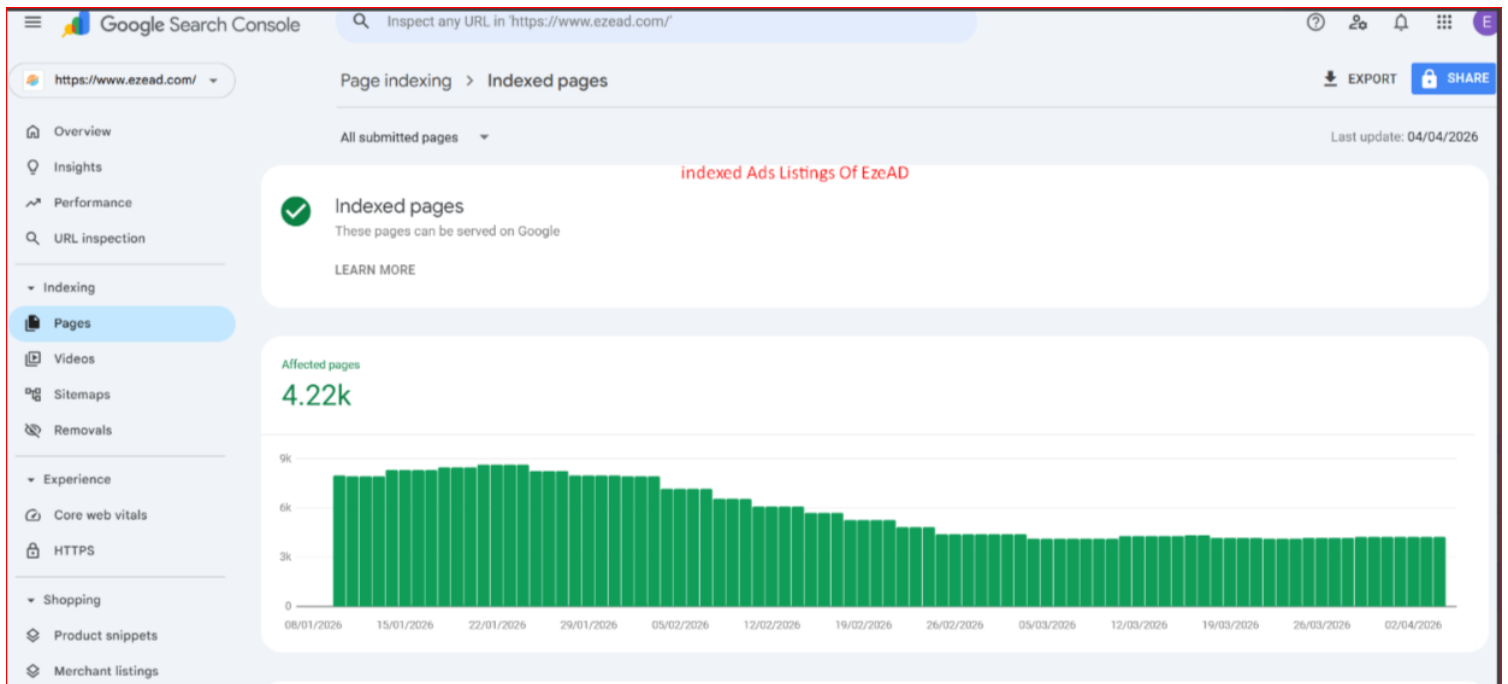 Google Search Console
Inspect any URL in 'https://www.ezead.com/'
E
https://www.ezead.com/
Page indexing > Indexed pages
EXPORT
SHARE
Overview
Insights
Performance
URL inspection
Indexing
Pages
Videos
Sitemaps
Removals
Experience
Core web vitals
HTTPS
Shopping
Product snippets
Merchant listings
All submitted pages
Last update: 04/04/2026
indexed Ads Listings Of EzeAD
Indexed pages
These pages can be served on Google
LEARN MORE
Affected pages
4.22k
9k
6k
3k
0
08/01/2026 15/01/2026 22/01/2026 29/01/2026 05/02/2026 12/02/2026 19/02/2026 26/02/2026 05/03/2026 12/03/2026 19/03/2026 26/03/2026 02/04/2026